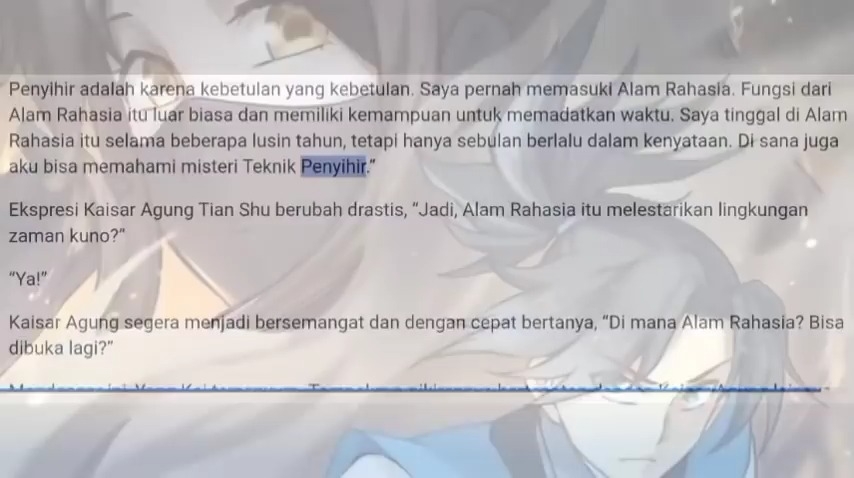 Penyihir adalah karena kebetulan yang kebetulan. Saya pernah memasuki Alam Rahasia. Fungsi dari
Alam Rahasia itu luar biasa dan memiliki kemampuan untuk memadatkan waktu. Saya tinggal di Alam
Rahasia itu selama beberapa lusin tahun, tetapi hanya sebulan berlalu dalam kenyataan. Di sana juga
aku bisa memahami misteri Teknik Penyihir.”
Ekspresi Kaisar Agung Tian Shu berubah drastis, “Jadi, Alam Rahasia itu melestarikan lingkungan
zaman kuno?”
“Ya!”
Kaisar Agung segera menjadi bersemangat dan dengan cepat bertanya, “Di mana Alam Rahasia? Bisa
dibuka lagi?”